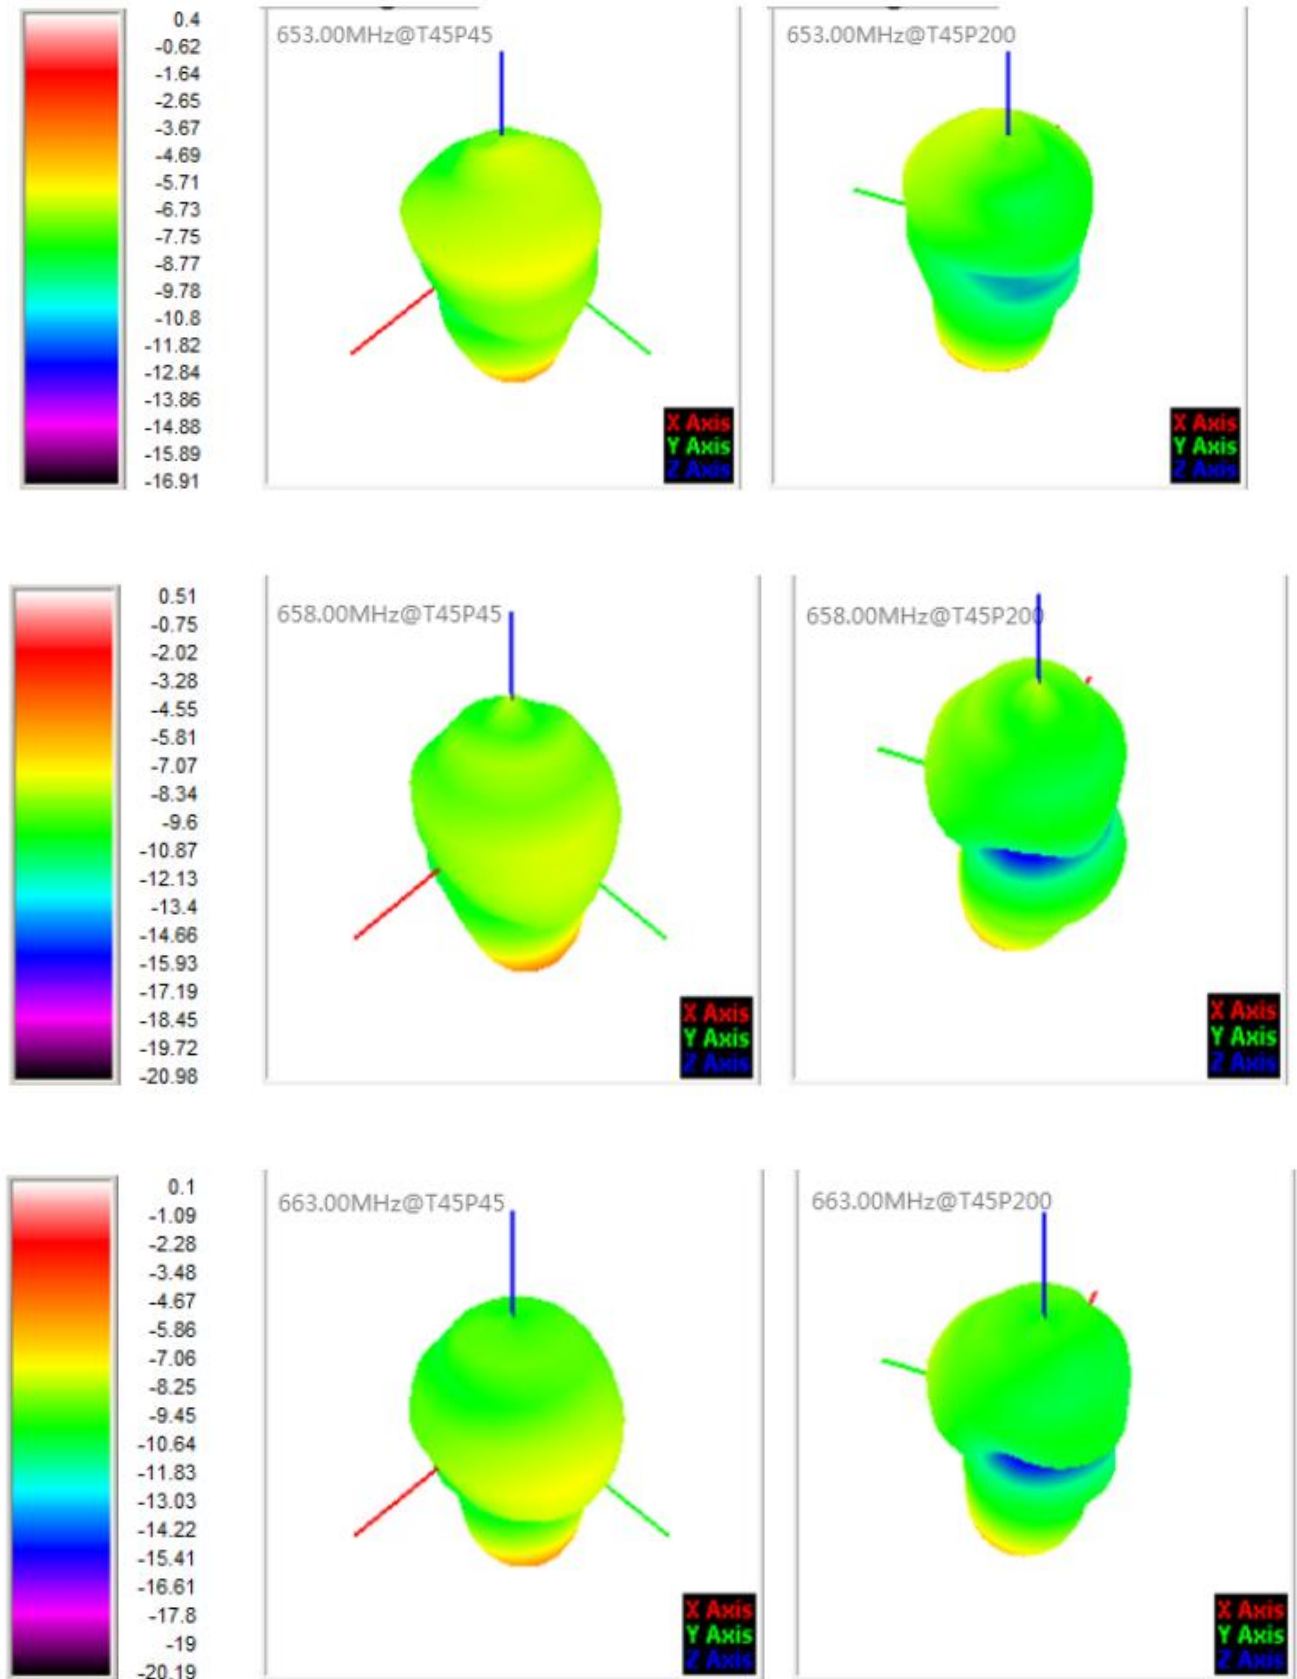 0.4
-0.62
-1.64
-2.65
-3.67
-4.69
-5.71
-6.73
-7.75
-8.77
-9.78
-10.8
-11.82
-12.84
-13.86
-14.88
-15.89
-16.91
653.00MHz@T45P45
X Axis
Y Axis
Z Axis
653.00MHz@T45P200
X Axis
Y Axis
Z Axis
0.51
-0.75
-2.02
-3.28
-4.55
-5.81
-7.07
-8.34
-9.6
-10.87
-12.13
-13.4
-14.66
-15.93
-17.19
-18.45
-19.72
-20.98
658.00MHz@T45P45
X Axis
Y Axis
Z Axis
658.00MHz@T45P200
X Axis
Y Axis
Z Axis
0.1
-1.09
-2.28
-3.48
-4.67
-5.86
-7.06
-8.25
-9.45
-10.64
-11.83
-13.03
-14.22
-15.41
-16.61
-17.8
-19
-20.19
663.00MHz@T45P45
X Axis
Y Axis
Z Axis
663.00MHz@T45P200
X Axis
Y Axis
Z Axis